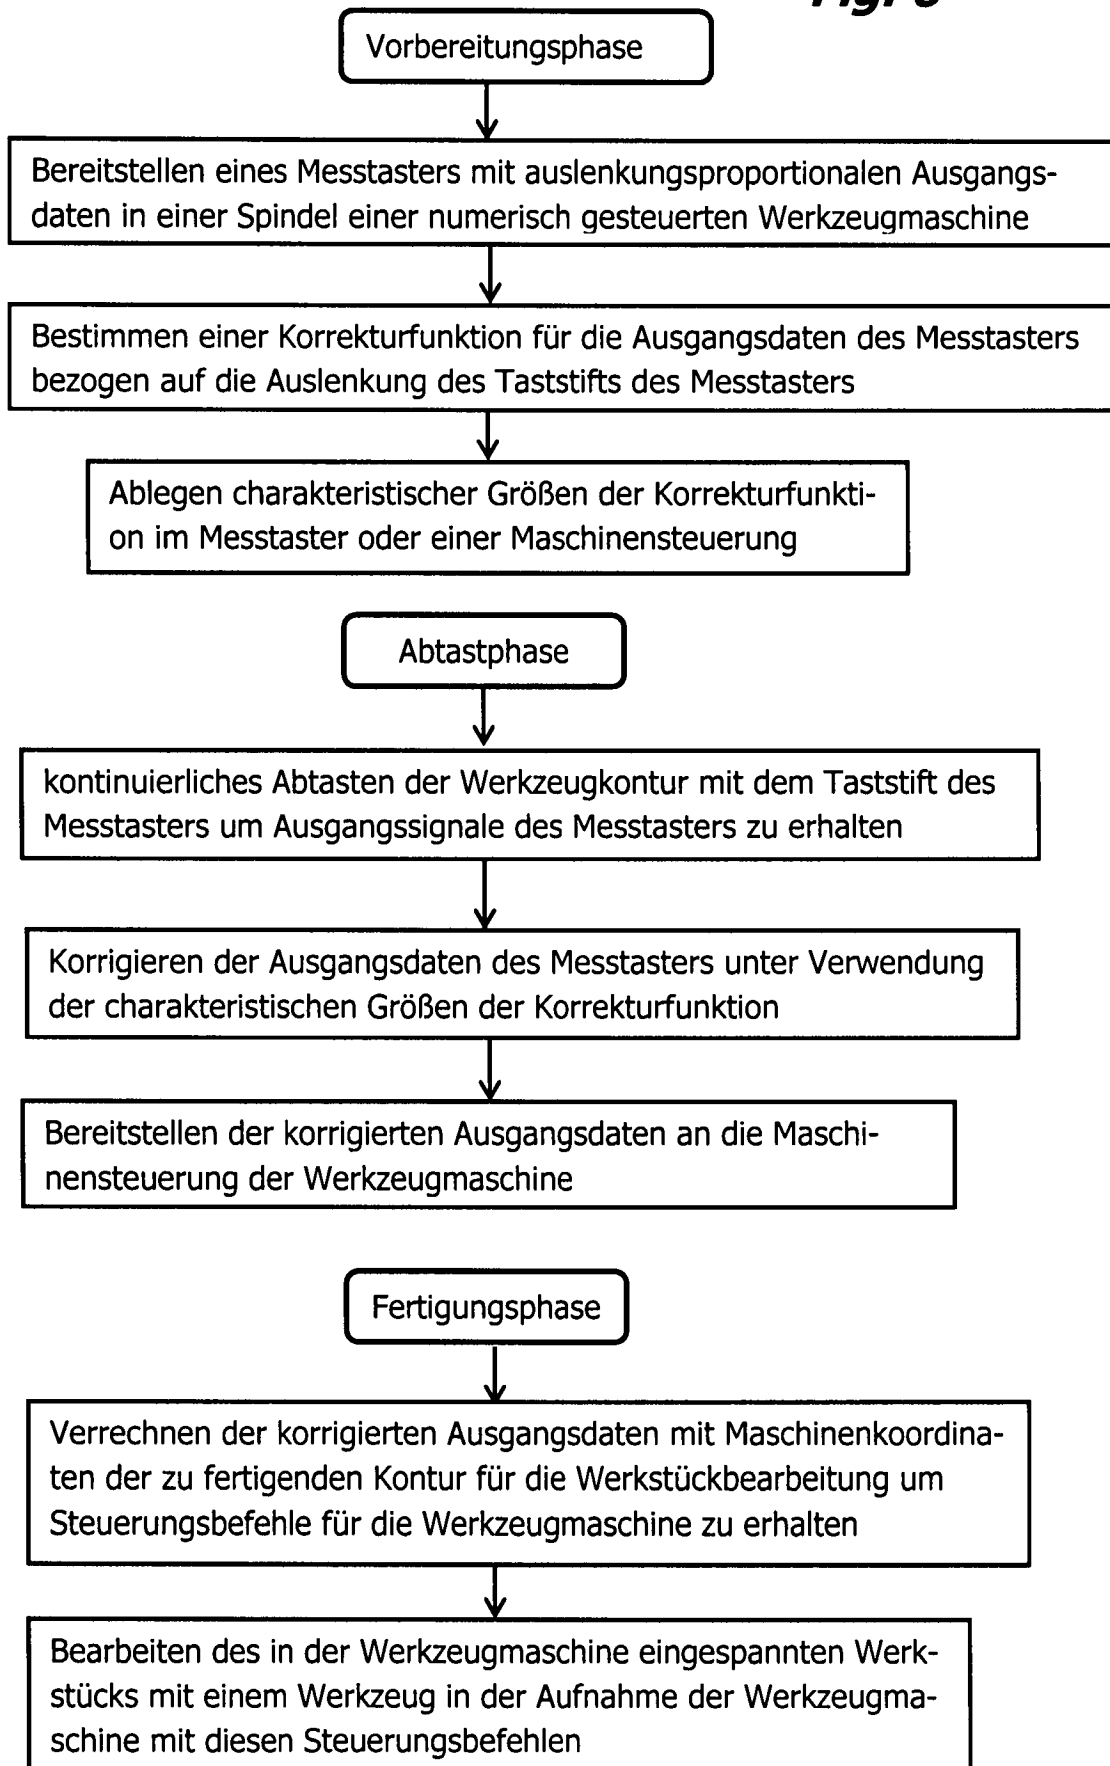 Vorbereitungsphase
Bereitstellen eines Messtasters mit auslenkungsproportionalen Ausgangs-
daten in einer Spindel einer numerisch gesteuerten Werkzeugmaschine
Bestimmen einer Korrekturfunktion für die Ausgangsdaten des Messtasters
bezogen auf die Auslenkung des Taststifts des Messtasters
Ablegen charakteristischer Größen der Korrekturfunkti-
on im Messtaster oder einer Maschinensteuerung
Abtastphase
kontinuierliches Abtasten der Werkzeugkontur mit dem Taststift des
Messtasters um Ausgangssignale des Messtasters zu erhalten
Korrigieren der Ausgangsdaten des Messtasters unter Verwendung
der charakteristischen Größen der Korrekturfunktion
Bereitstellen der korrigierten Ausgangsdaten an die Maschi-
nensteuerung der Werkzeugmaschine
Fertigungsphase
Verrechnen der korrigierten Ausgangsdaten mit Maschinenkoordina-
ten der zu fertigenden Kontur für die Werkstückbearbeitung um
Steuerungsbefehle für die Werkzeugmaschine zu erhalten
Bearbeiten des in der Werkzeugmaschine eingespannten Werk-
stücks mit einem Werkzeug in der Aufnahme der Werkzeugma-
schine mit diesen Steuerungsbefehlen